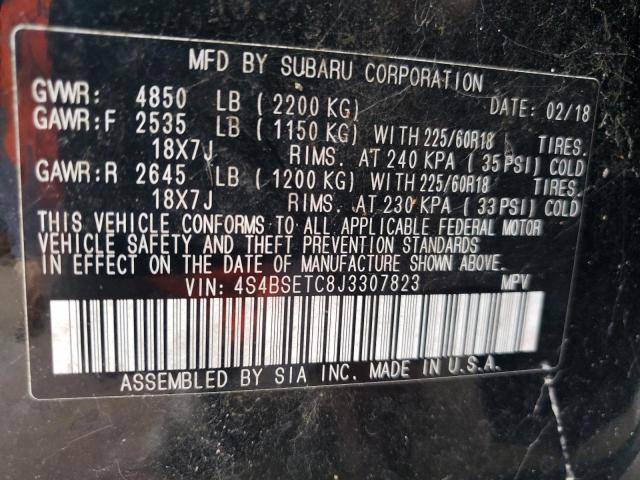 MFD BY SUBARU CORPORATION
GVWR: 4850 LB (2200 KG) DATE: 02/18
GAWR:F 2535 LB (1150 KG) WITH 225/60R18 TIRES.
18X7J RIMS. AT 240 KPA (35 PSI) COLD
GAWR:R 2645 LB (1200 KG) WITH 225/60R18 TIRES.
18X7J RIMS. AT 230 KPA (33 PSI) COLD
THIS VEHICLE CONFORMS TO ALL APPLICABLE FEDERAL MOTOR
VEHICLE SAFETY AND THEFT PREVENTION STANDARDS
IN EFFECT ON THE DATE OF MANUFACTURE SHOWN ABOVE.
VIN: 4S4BSETC8J3307823 MPV
ASSEMBLED BY SIA INC. MADE IN U.S.A.